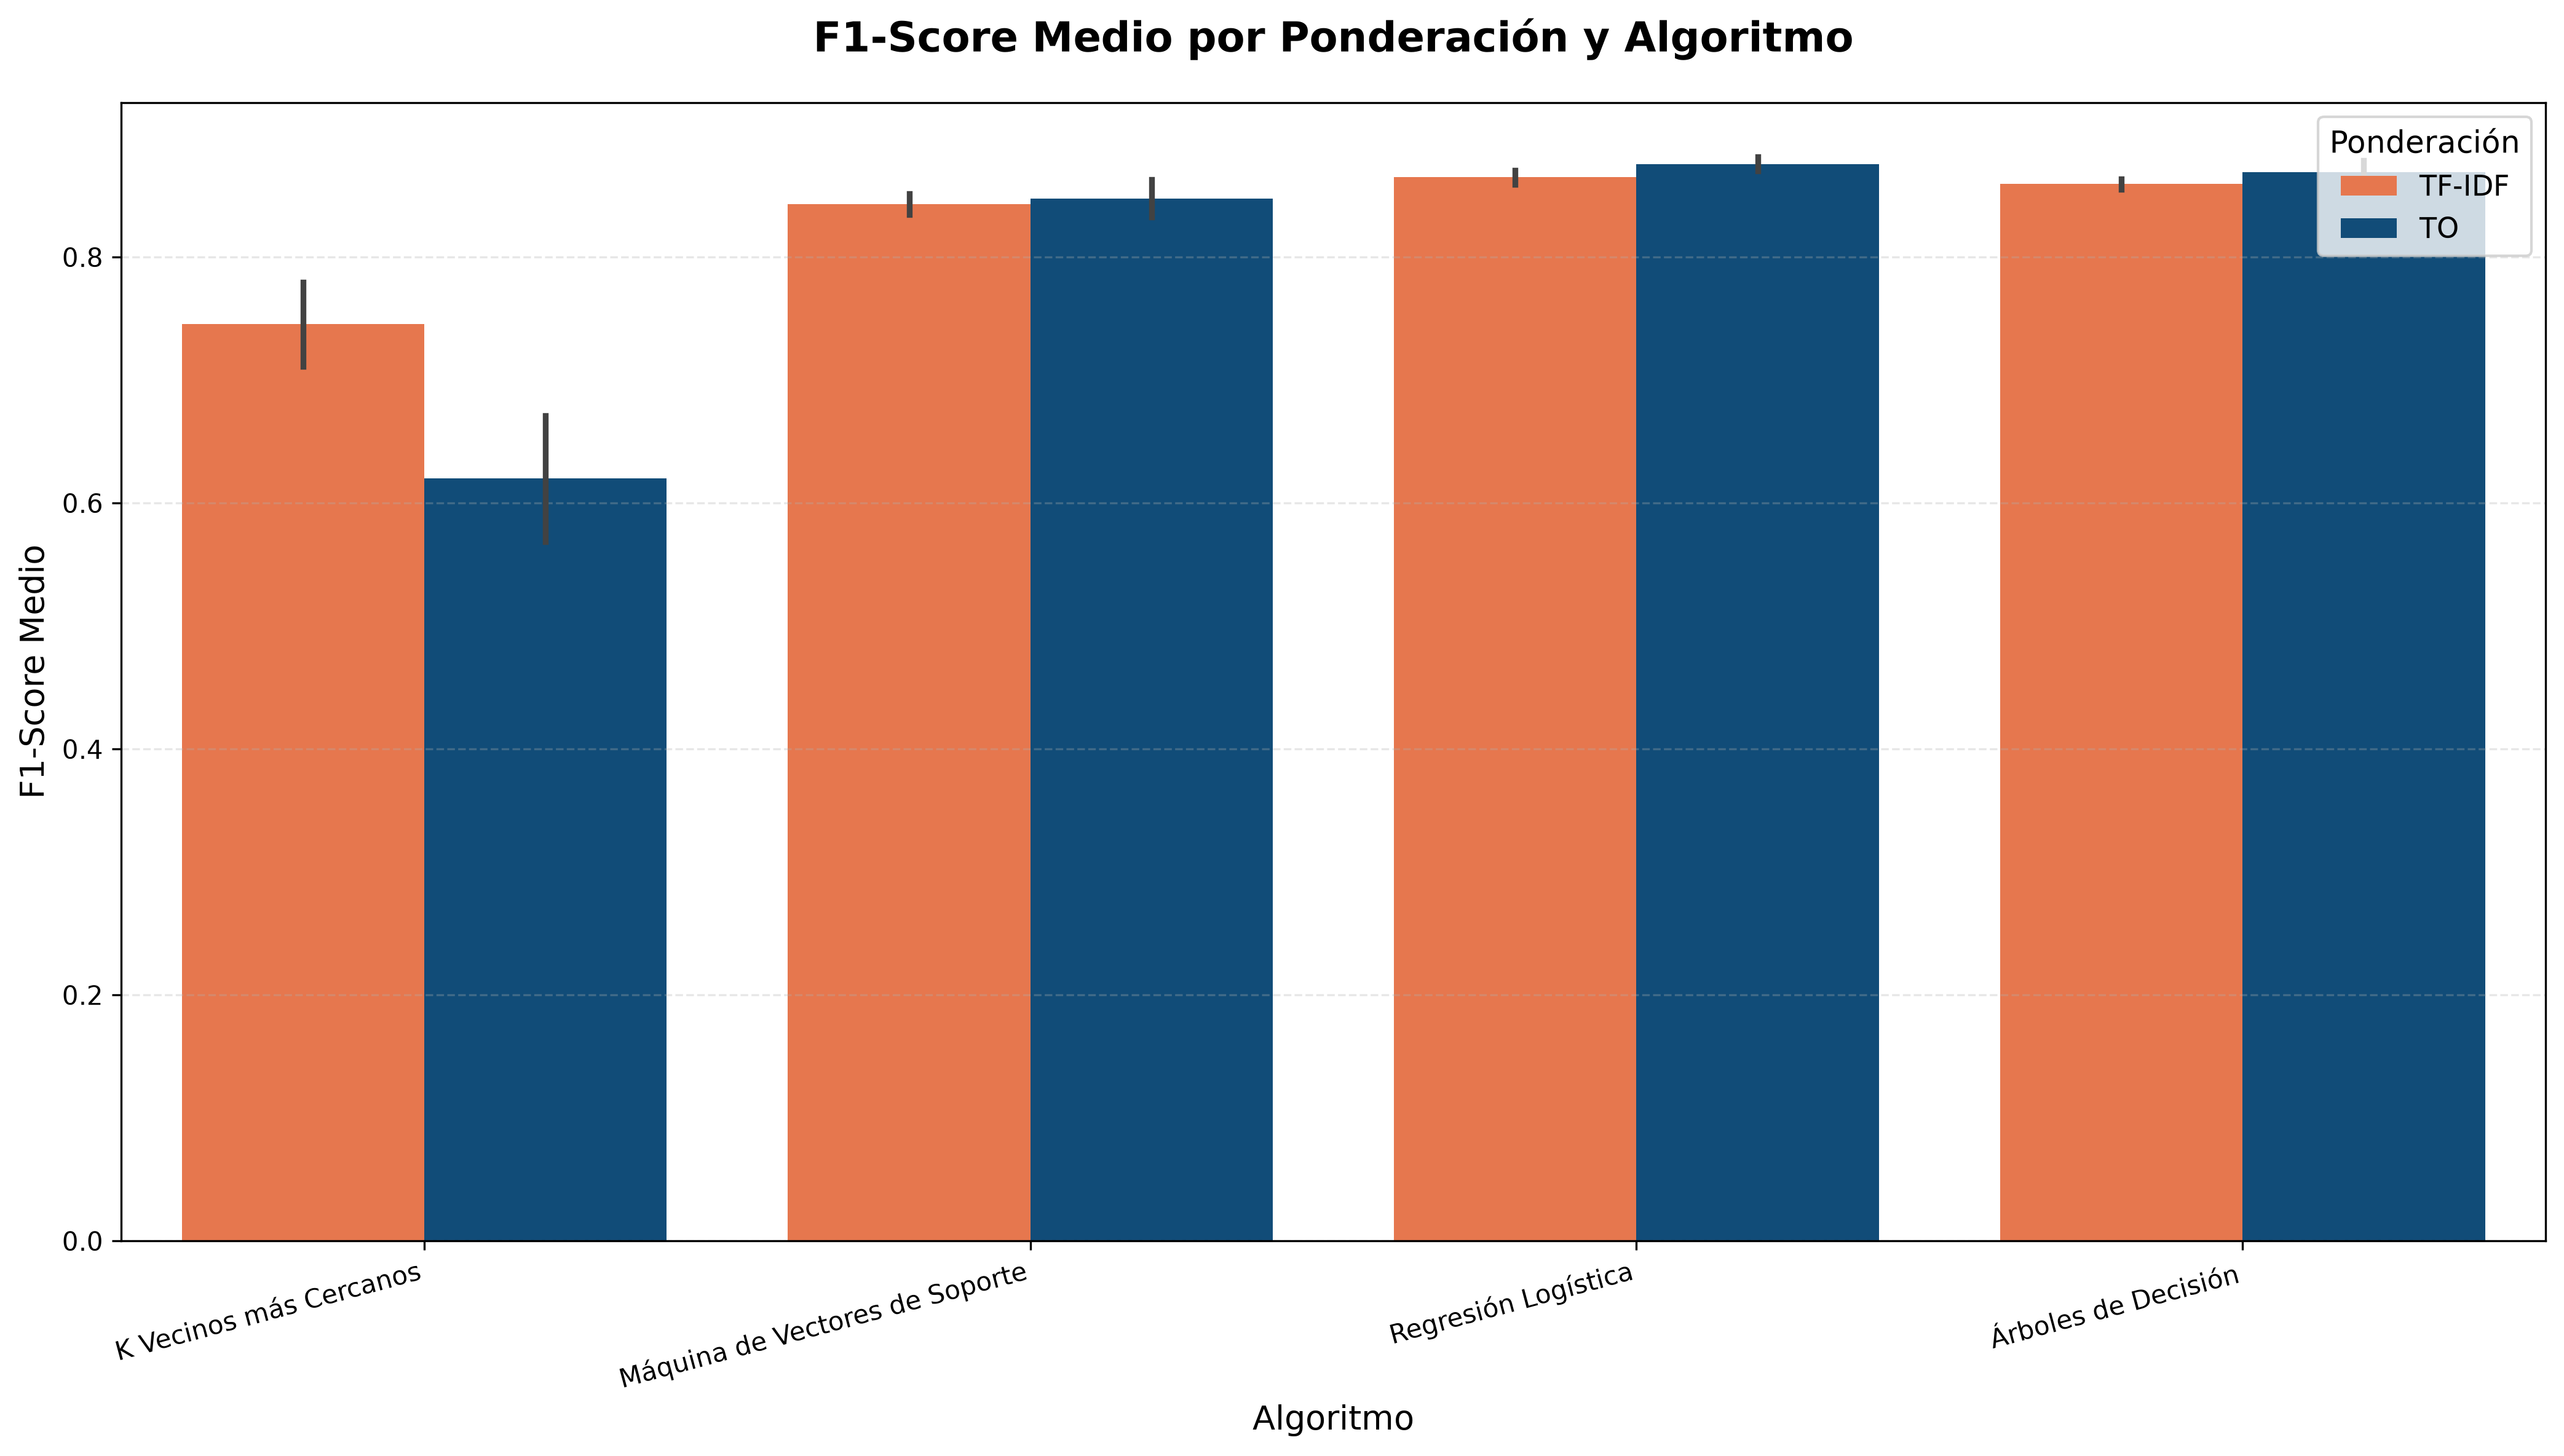 F1-Score Medio por Ponderación y Algoritmo
Ponderación
TF-IDF
TO
F1-Score Medio
0.8
0.6
0.4
0.2
0.0
K Vecinos más Cercanos
Máquina de Vectores de Soporte
Regresión Logística
Árboles de Decisión
Algoritmo